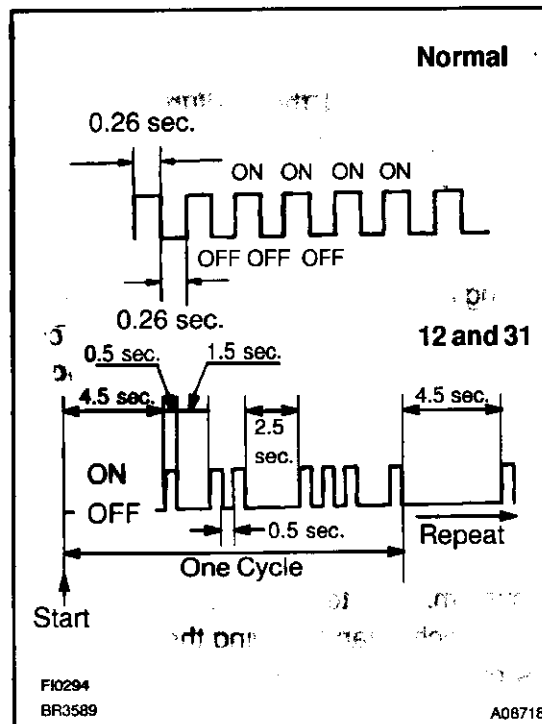 Normal
0.26 sec.
ON ON ON ON
OFF OFF OFF
0.26 sec.
12 and 31
0.5 sec. 1.5 sec.
4.5 sec. 4.5 sec.
2.5
sec.
ON
OFF
0.5 sec.
Repeat
One Cycle
Start
FI0294
BR3589 A08718